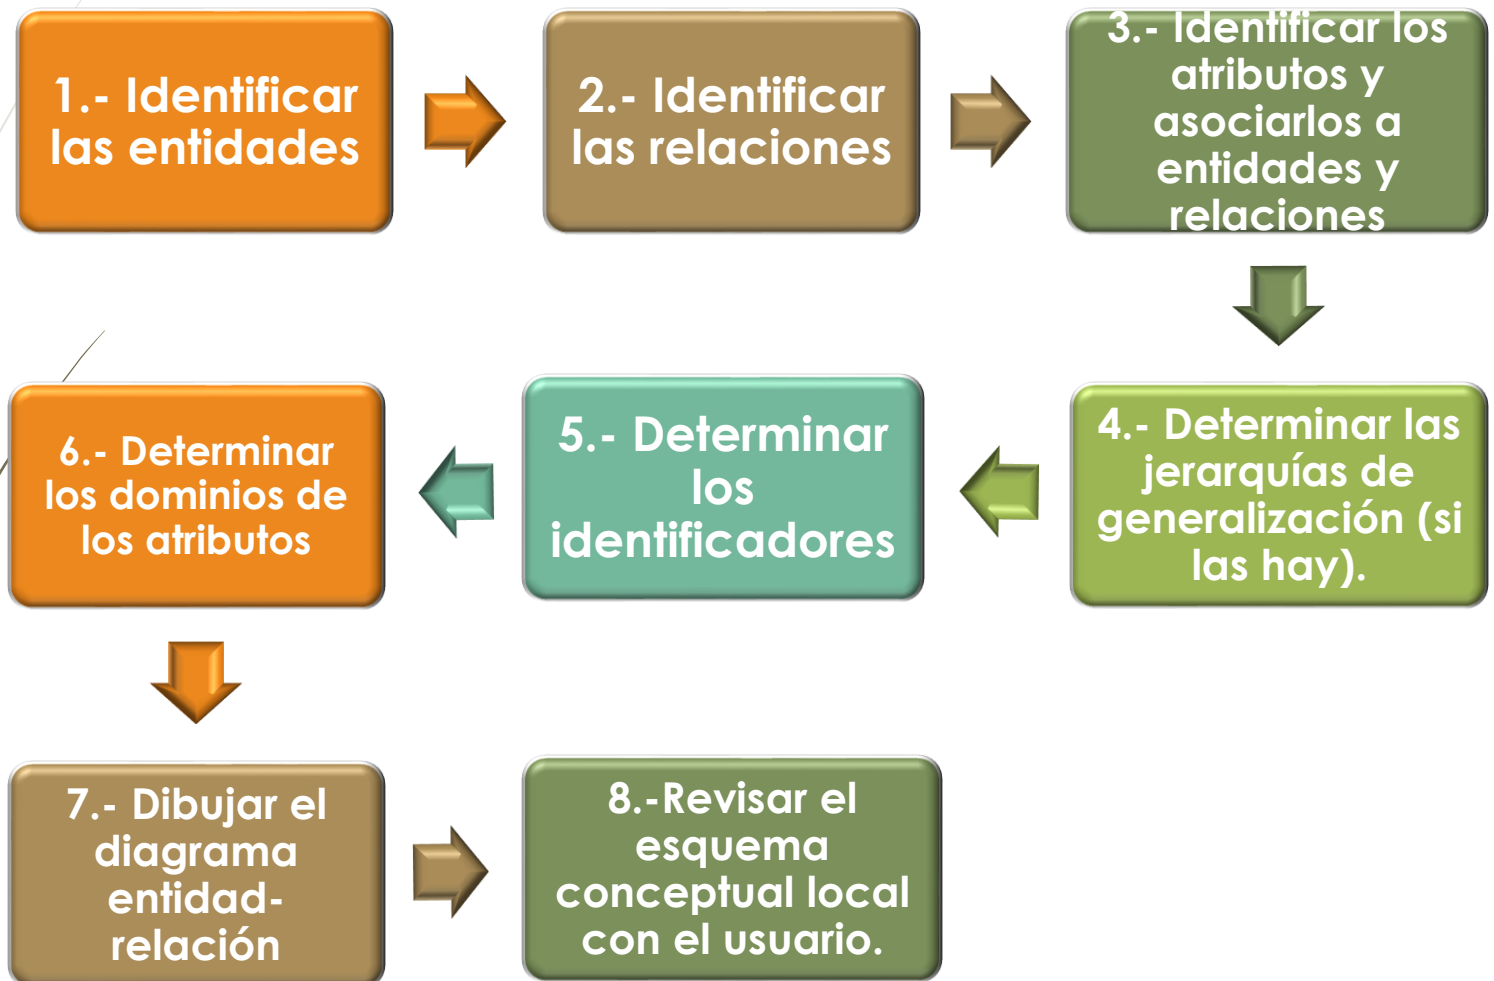 1.- Identificar
las entidades
2.- Identificar
las relaciones
3.- Identificar los
atributos y
asociarlos a
entidades y
relaciones
4.- Determinar las
jerarquías de
generalización (si
las hay).
5.- Determinar
los
identificadores
6.- Determinar
los dominios de
los atributos
7.- Dibujar el
diagrama
entidad-
relación
8.-Revisar el
esquema
conceptual local
con el usuario.